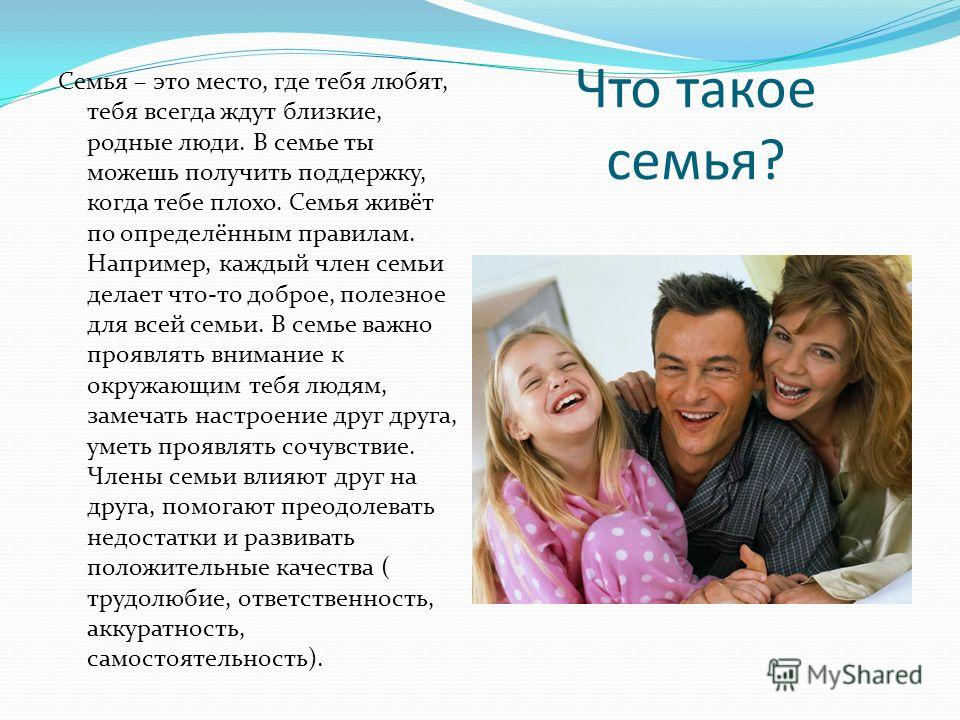 Что такое
семья?
Семья – это место, где тебя любят,
тебя всегда ждут близкие,
родные люди. В семье ты
можешь получить поддержку,
когда тебе плохо. Семья живёт
по определённым правилам.
Например, каждый член семьи
делает что-то доброе, полезное
для всей семьи. В семье важно
проявлять внимание к
окружающим тебя людям,
замечать настроение друг друга,
уметь проявлять сочувствие.
Члены семьи влияют друг на
друга, помогают преодолевать
недостатки и развивать
положительные качества (
трудолюбие, ответственность,
аккуратность,
самостоятельность).
MyShared